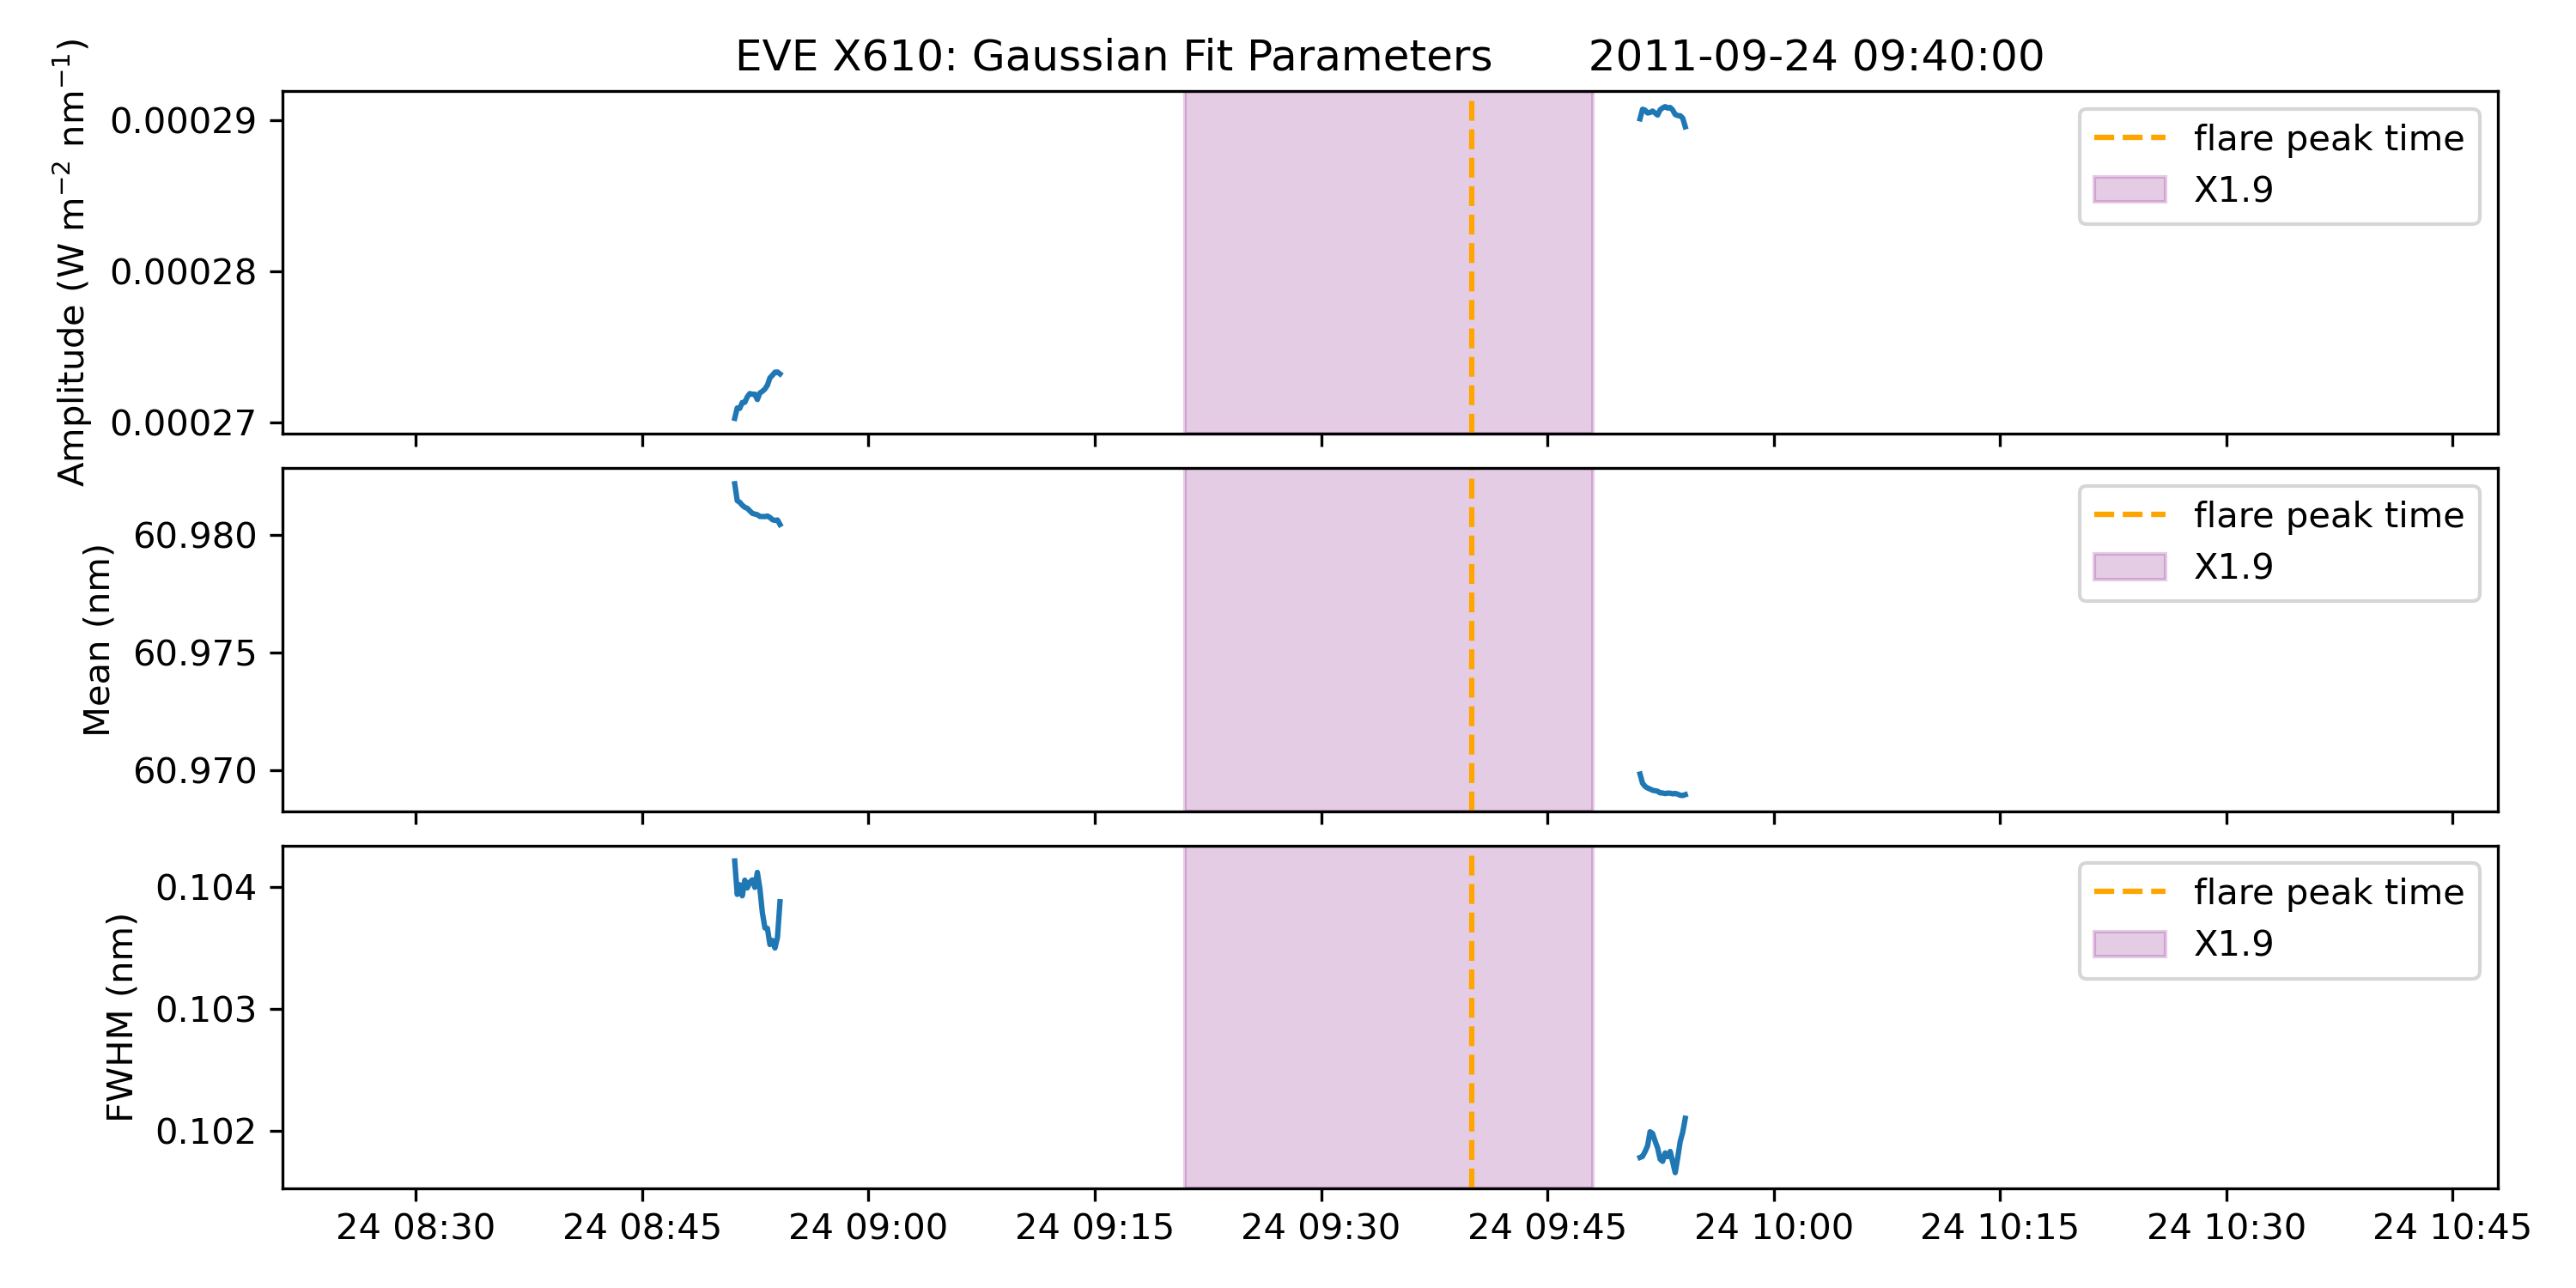 EVE X610: Gaussian Fit Parameters 2011-09-24 09:40:00
Amplitude (W m⁻² nm⁻¹)
0.00029
0.00028
0.00027
flare peak time
X1.9
Mean (nm)
60.980
60.975
60.970
flare peak time
X1.9
FWHM (nm)
0.104
0.103
0.102
flare peak time
X1.9
24 08:30 24 08:45 24 09:00 24 09:15 24 09:30 24 09:45 24 10:00 24 10:15 24 10:30 24 10:45